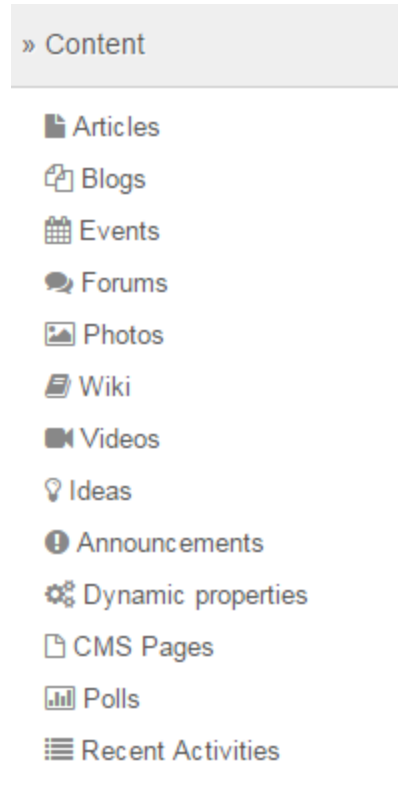 » Content
Articles
Blogs
Events
Forums
Photos
Wiki
Videos
Ideas
Announcements
Dynamic properties
CMS Pages
Polls
Recent Activities